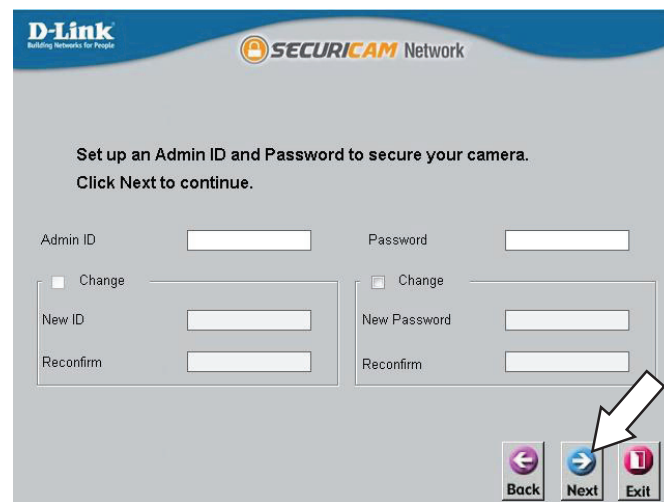 D-Link
Building Networks for People
SECURICAM Network
Set up an Admin ID and Password to secure your camera.
Click Next to continue.
Admin ID
Password
Change
Change
New ID
New Password
Reconfirm
Reconfirm
Back
Next
Exit